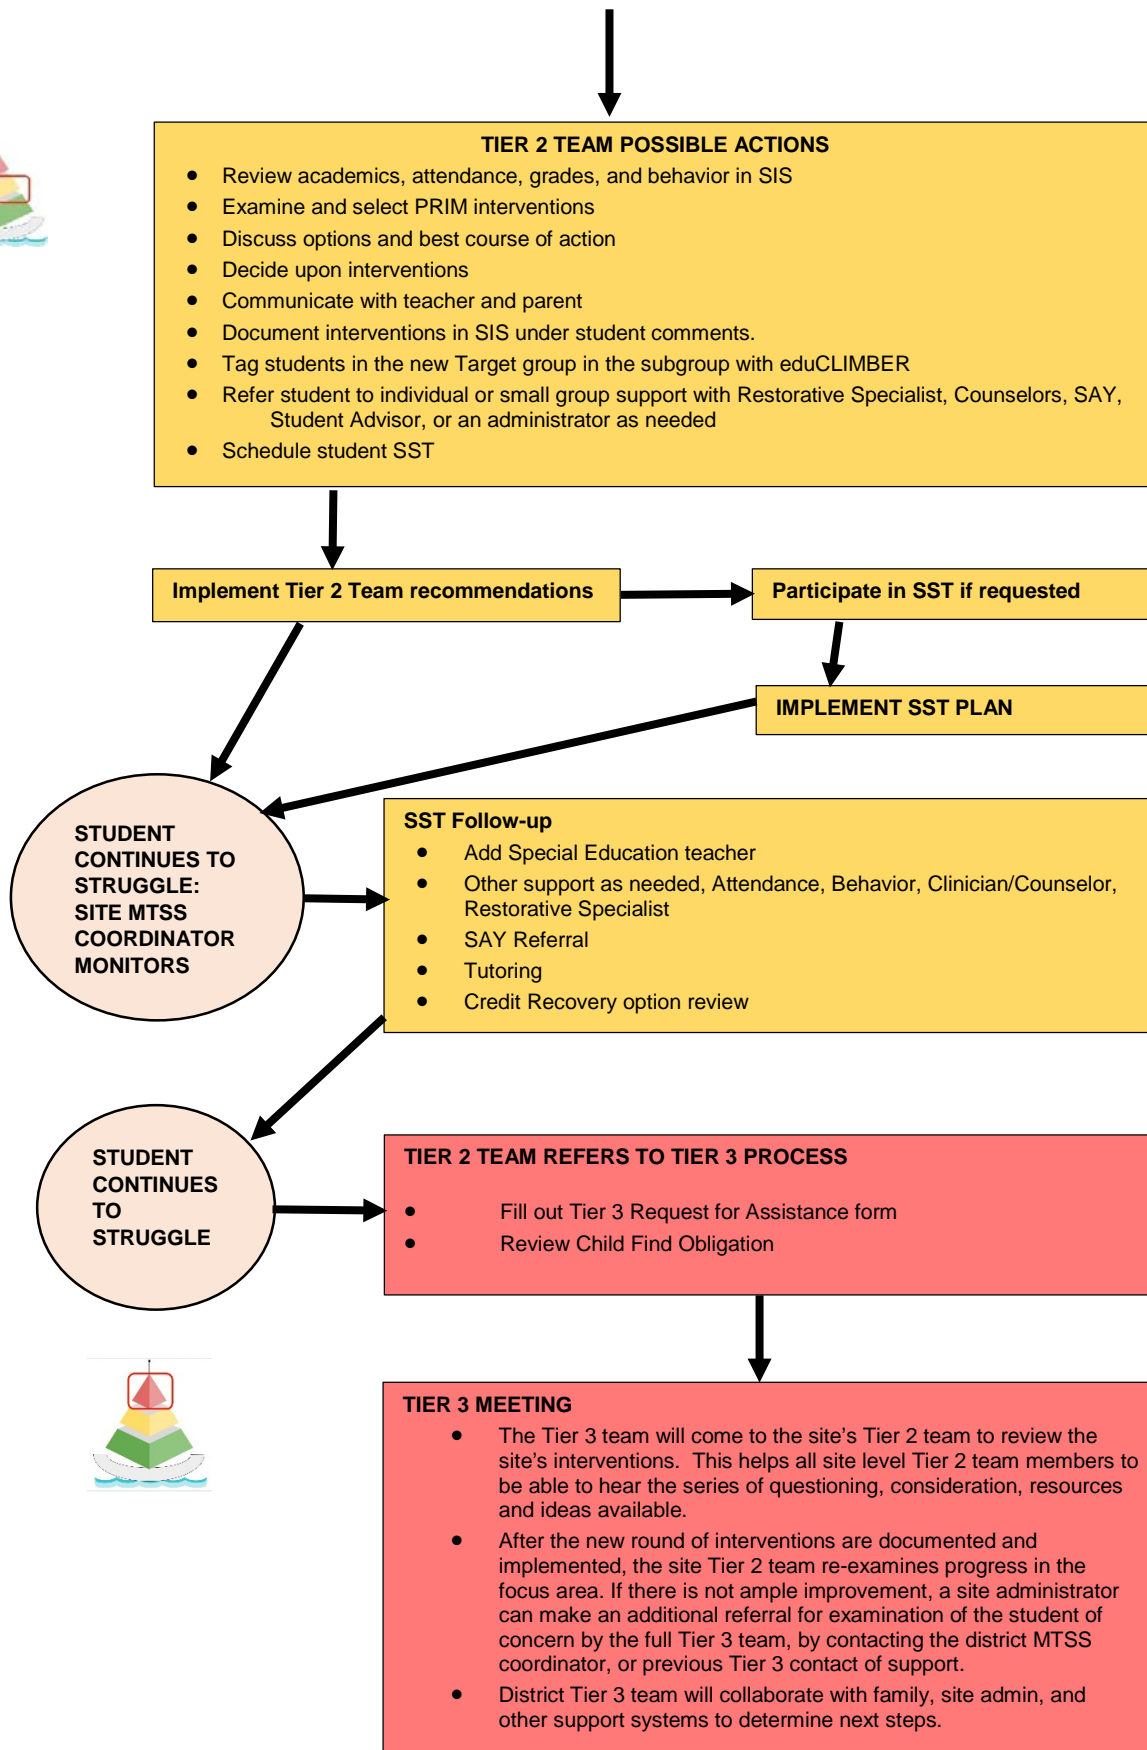 TIER 2 TEAM POSSIBLE ACTIONS
● Review academics, attendance, grades, and behavior in SIS
● Examine and select PRIM interventions
● Discuss options and best course of action
● Decide upon interventions
● Communicate with teacher and parent
● Document interventions in SIS under student comments.
● Tag students in the new Target group in the subgroup with eduCLIMBER
● Refer student to individual or small group support with Restorative Specialist, Counselors, SAY,
Student Advisor, or an administrator as needed
● Schedule student SST
Implement Tier 2 Team recommendations
Participate in SST if requested
IMPLEMENT SST PLAN
STUDENT
CONTINUES TO
STRUGGLE:
SITE MTSS
COORDINATOR
MONITORS
SST Follow-up
● Add Special Education teacher
● Other support as needed, Attendance, Behavior, Clinician/Counselor,
Restorative Specialist
● SAY Referral
● Tutoring
● Credit Recovery option review
STUDENT
CONTINUES
TO
STRUGGLE
TIER 2 TEAM REFERS TO TIER 3 PROCESS
● Fill out Tier 3 Request for Assistance form
● Review Child Find Obligation
TIER 3 MEETING
● The Tier 3 team will come to the site's Tier 2 team to review the
site's interventions.  This helps all site level Tier 2 team members to
be able to hear the series of questioning, consideration, resources
and ideas available.
● After the new round of interventions are documented and
implemented, the site Tier 2 team re-examines progress in the
focus area. If there is not ample improvement, a site administrator
can make an additional referral for examination of the student of
concern by the full Tier 3 team, by contacting the district MTSS
coordinator, or previous Tier 3 contact of support.
● District Tier 3 team will collaborate with family, site admin, and
other support systems to determine next steps.